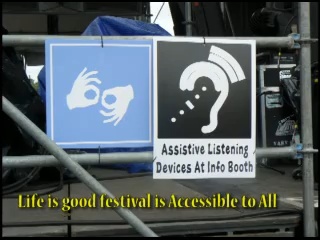 Assistive Listening
Devices At Info Booth
Life is good festival is Accessible to All